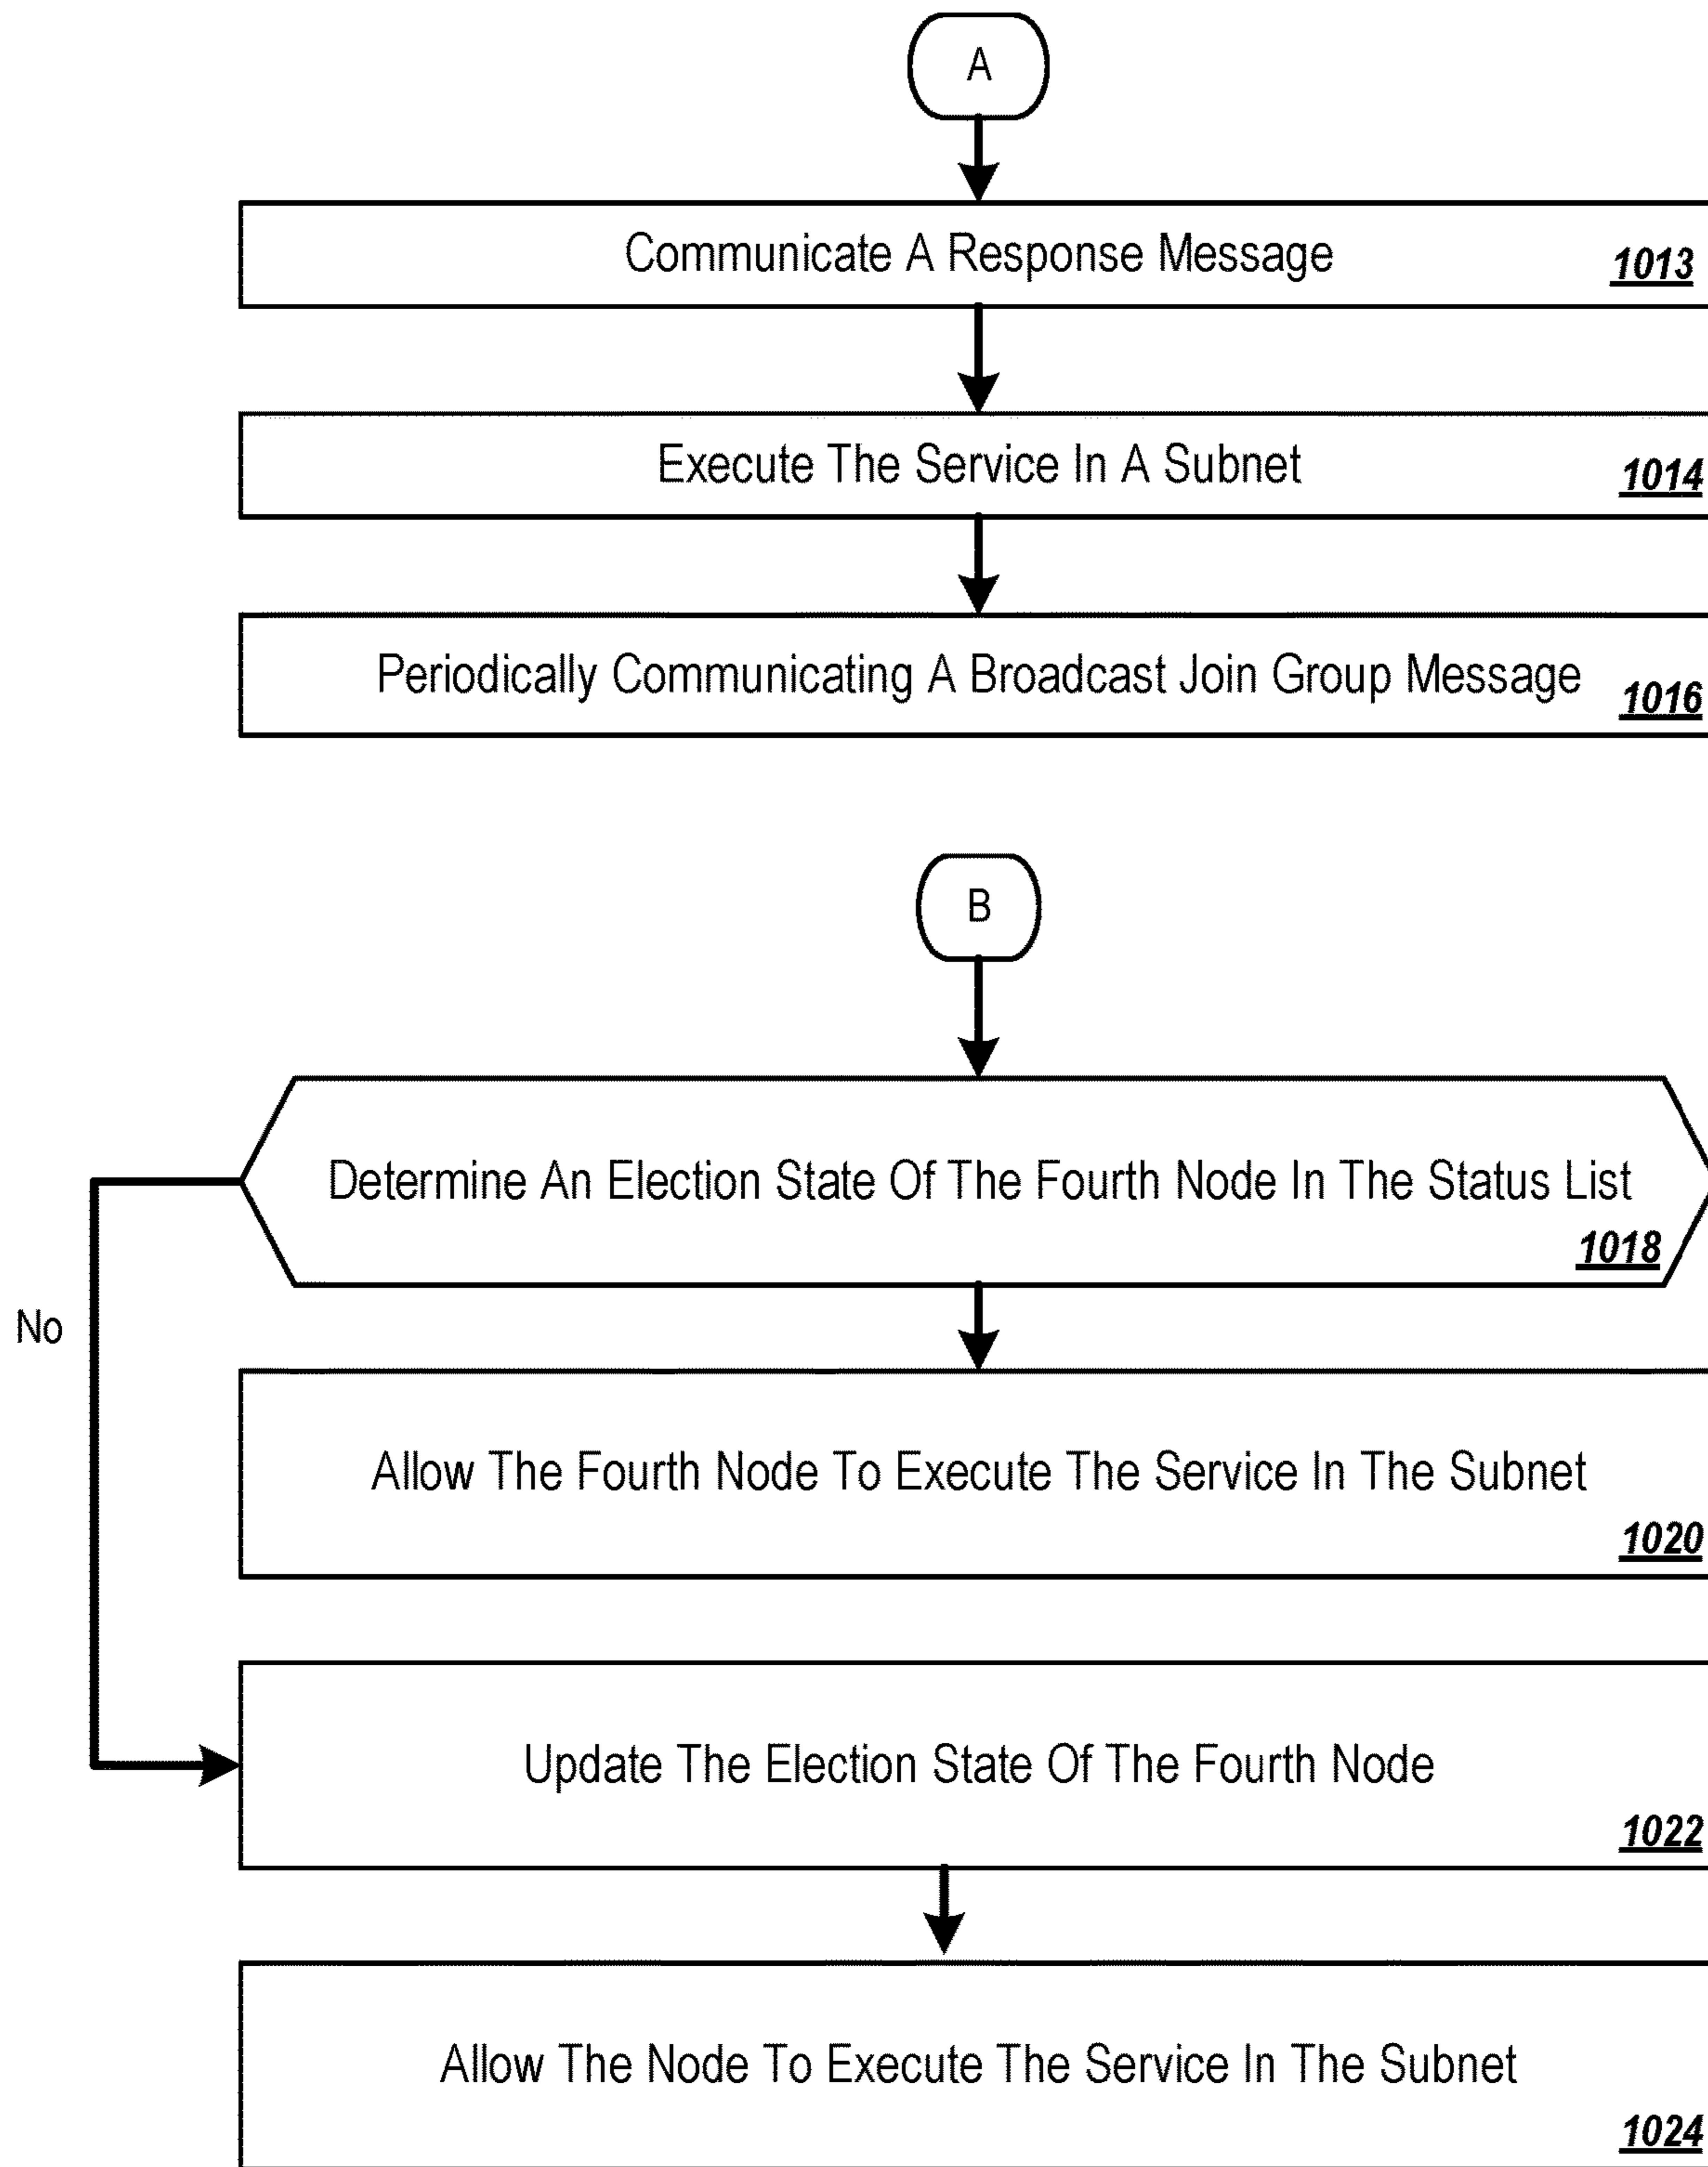 A
Communicate A Response Message
1013
Execute The Service In A Subnet
1014
Periodically Communicating A Broadcast Join Group Message
1016
B
Determine An Election State Of The Fourth Node In The Status List
1018
No
Allow The Fourth Node To Execute The Service In The Subnet
1020
Update The Election State Of The Fourth Node
1022
Allow The Node To Execute The Service In The Subnet
1024